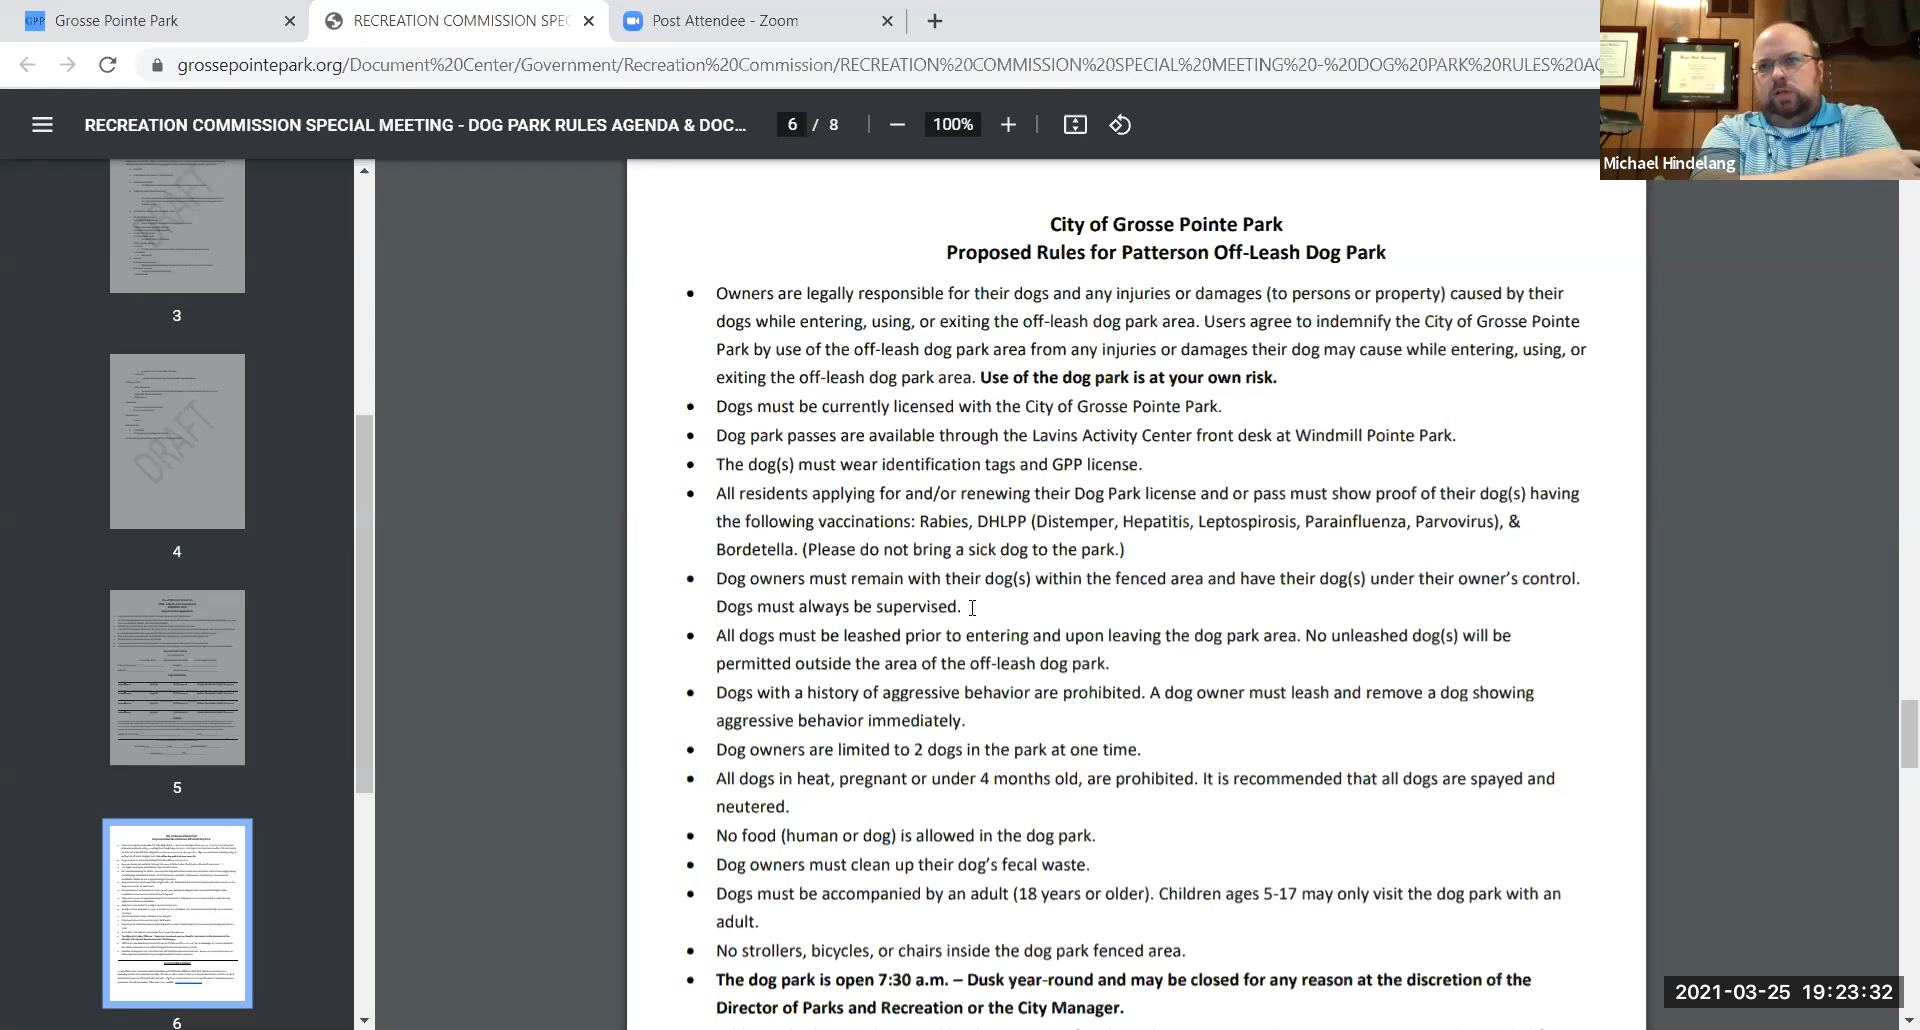 GPP Grosse Pointe Park
RECREATION COMMISSION SPEC
Post Attendee - Zoom
grossepointepark.org/Document%20Center/Government/Recreation%20Commission/RECREATION%20COMMISSION%20SPECIAL%20MEETING%20-%20DOG%20PARK%20RULES%20AG
RECREATION COMMISSION SPECIAL MEETING - DOG PARK RULES AGENDA & DOC...
6 / 8
100%
Michael Hindelang
DRAFT
3
DRAFT
4
5
6
City of Grosse Pointe Park
Proposed Rules for Patterson Off-Leash Dog Park
• Owners are legally responsible for their dogs and any injuries or damages (to persons or property) caused by their
dogs while entering, using, or exiting the off-leash dog park area. Users agree to indemnify the City of Grosse Pointe
Park by use of the off-leash dog park area from any injuries or damages their dog may cause while entering, using, or
exiting the off-leash dog park area. Use of the dog park is at your own risk.
• Dogs must be currently licensed with the City of Grosse Pointe Park.
• Dog park passes are available through the Lavins Activity Center front desk at Windmill Pointe Park.
• The dog(s) must wear identification tags and GPP license.
• All residents applying for and/or renewing their Dog Park license and or pass must show proof of their dog(s) having
the following vaccinations: Rabies, DHLPP (Distemper, Hepatitis, Leptospirosis, Parainfluenza, Parvovirus), &
Bordetella. (Please do not bring a sick dog to the park.)
• Dog owners must remain with their dog(s) within the fenced area and have their dog(s) under their owner's control.
Dogs must always be supervised.
• All dogs must be leashed prior to entering and upon leaving the dog park area. No unleashed dog(s) will be
permitted outside the area of the off-leash dog park.
• Dogs with a history of aggressive behavior are prohibited. A dog owner must leash and remove a dog showing
aggressive behavior immediately.
• Dog owners are limited to 2 dogs in the park at one time.
• All dogs in heat, pregnant or under 4 months old, are prohibited. It is recommended that all dogs are spayed and
neutered.
• No food (human or dog) is allowed in the dog park.
• Dog owners must clean up their dog's fecal waste.
• Dogs must be accompanied by an adult (18 years or older). Children ages 5-17 may only visit the dog park with an
adult.
• No strollers, bicycles, or chairs inside the dog park fenced area.
• The dog park is open 7:30 a.m. – Dusk year-round and may be closed for any reason at the discretion of the
Director of Parks and Recreation or the City Manager.
2021-03-25 19:23:32